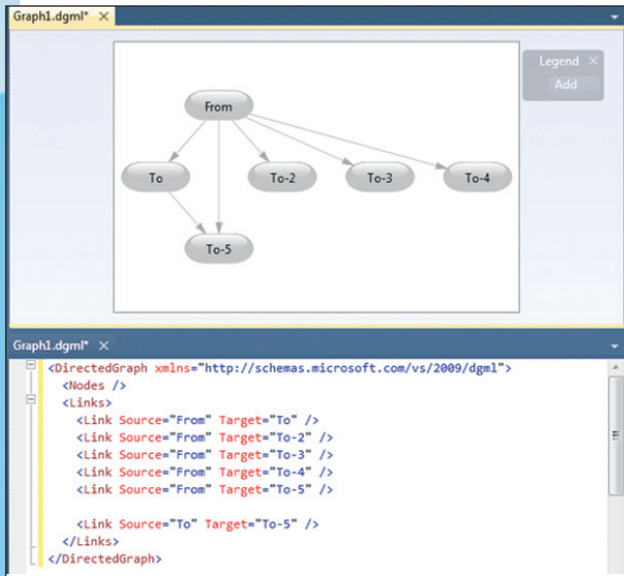 Graph1.dgml* ×
Legend ×
Add
From
To To-2 To-3 To-4
To-5
Graph1.dgml* ×
<DirectedGraph xmlns="http://schemas.microsoft.com/vs/2009/dgml">
<Nodes />
<Links>
<Link Source="From" Target="To" />
<Link Source="From" Target="To-2" />
<Link Source="From" Target="To-3" />
<Link Source="From" Target="To-4" />
<Link Source="From" Target="To-5" />
<Link Source="To" Target="To-5" />
</Links>
</DirectedGraph>